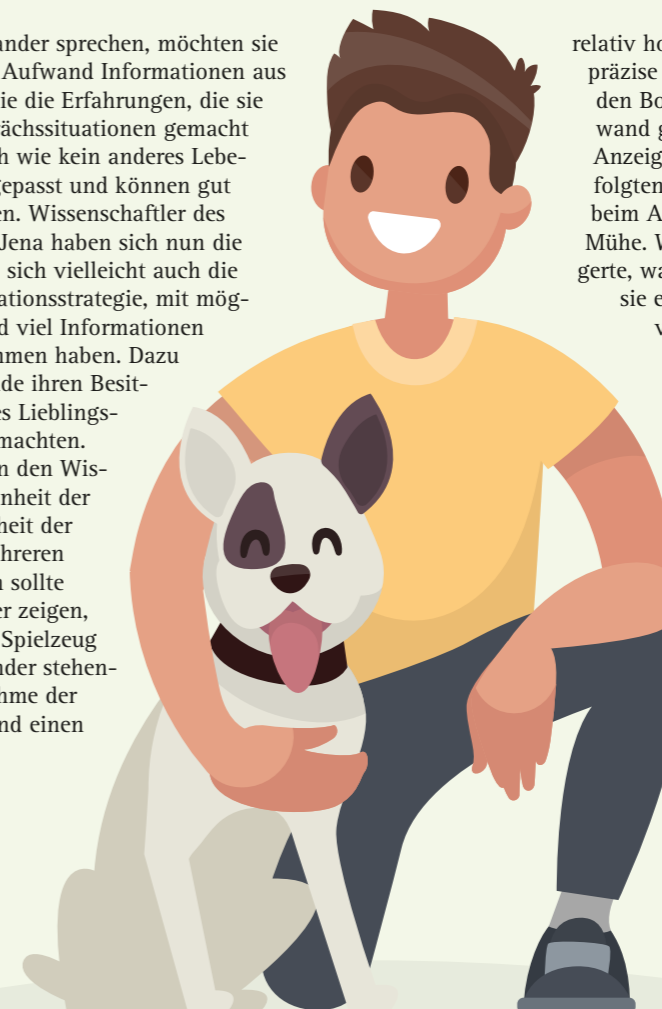 ander sprechen, möchten sie
Aufwand Informationen aus
ie die Erfahrungen, die sie
ächssituationen gemacht
h wie kein anderes Lebe-
gepasst und können gut
en. Wissenschaftler des
Jena haben sich nun die
sich vielleicht auch die
ationsstrategie, mit mög-
d viel Informationen
mmen haben. Dazu
de ihren Besit-
es Lieblings-
machten.
n den Wis-
nheit der
heit der
hreren
n sollte
er zeigen,
Spielzeug
nder stehen-
hme der
nd einen
relativ ho
präzise
den Bo
wand g
Anzeig
folgten
beim A
Mühe. W
gerte, wa
sie e
v